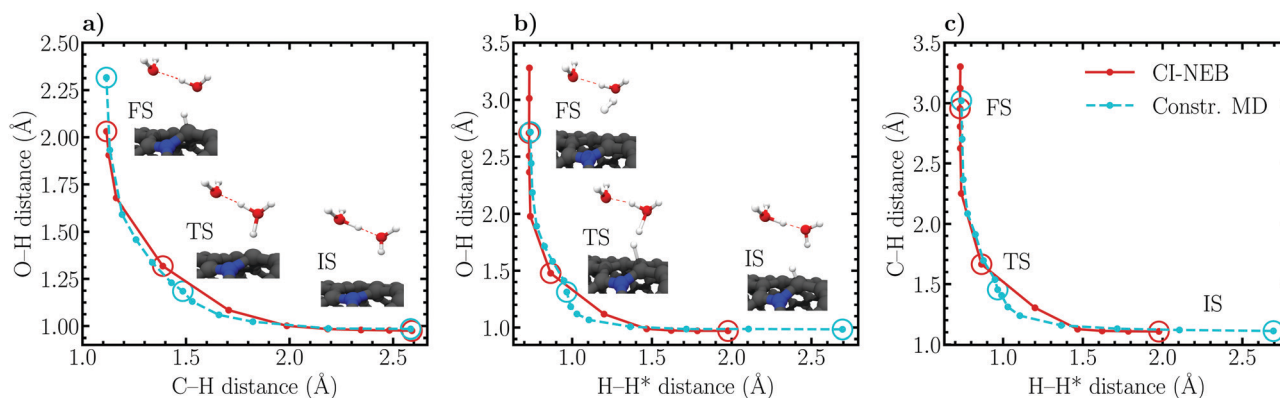 a)
2.50
2.25
2.00
1.75
1.50
1.25
1.00
O–H distance (Å)
FS
TS
IS
1.0
1.5
2.0
2.5
C–H distance (Å)
b)
3.5
3.0
2.5
2.0
1.5
1.0
O–H distance (Å)
FS
TS
IS
1.0
1.5
2.0
2.5
H–H* distance (Å)
c)
3.5
3.0
2.5
2.0
1.5
1.0
C–H distance (Å)
CI-NEB
Constr. MD
FS
TS
IS
1.0
1.5
2.0
2.5
H–H* distance (Å)